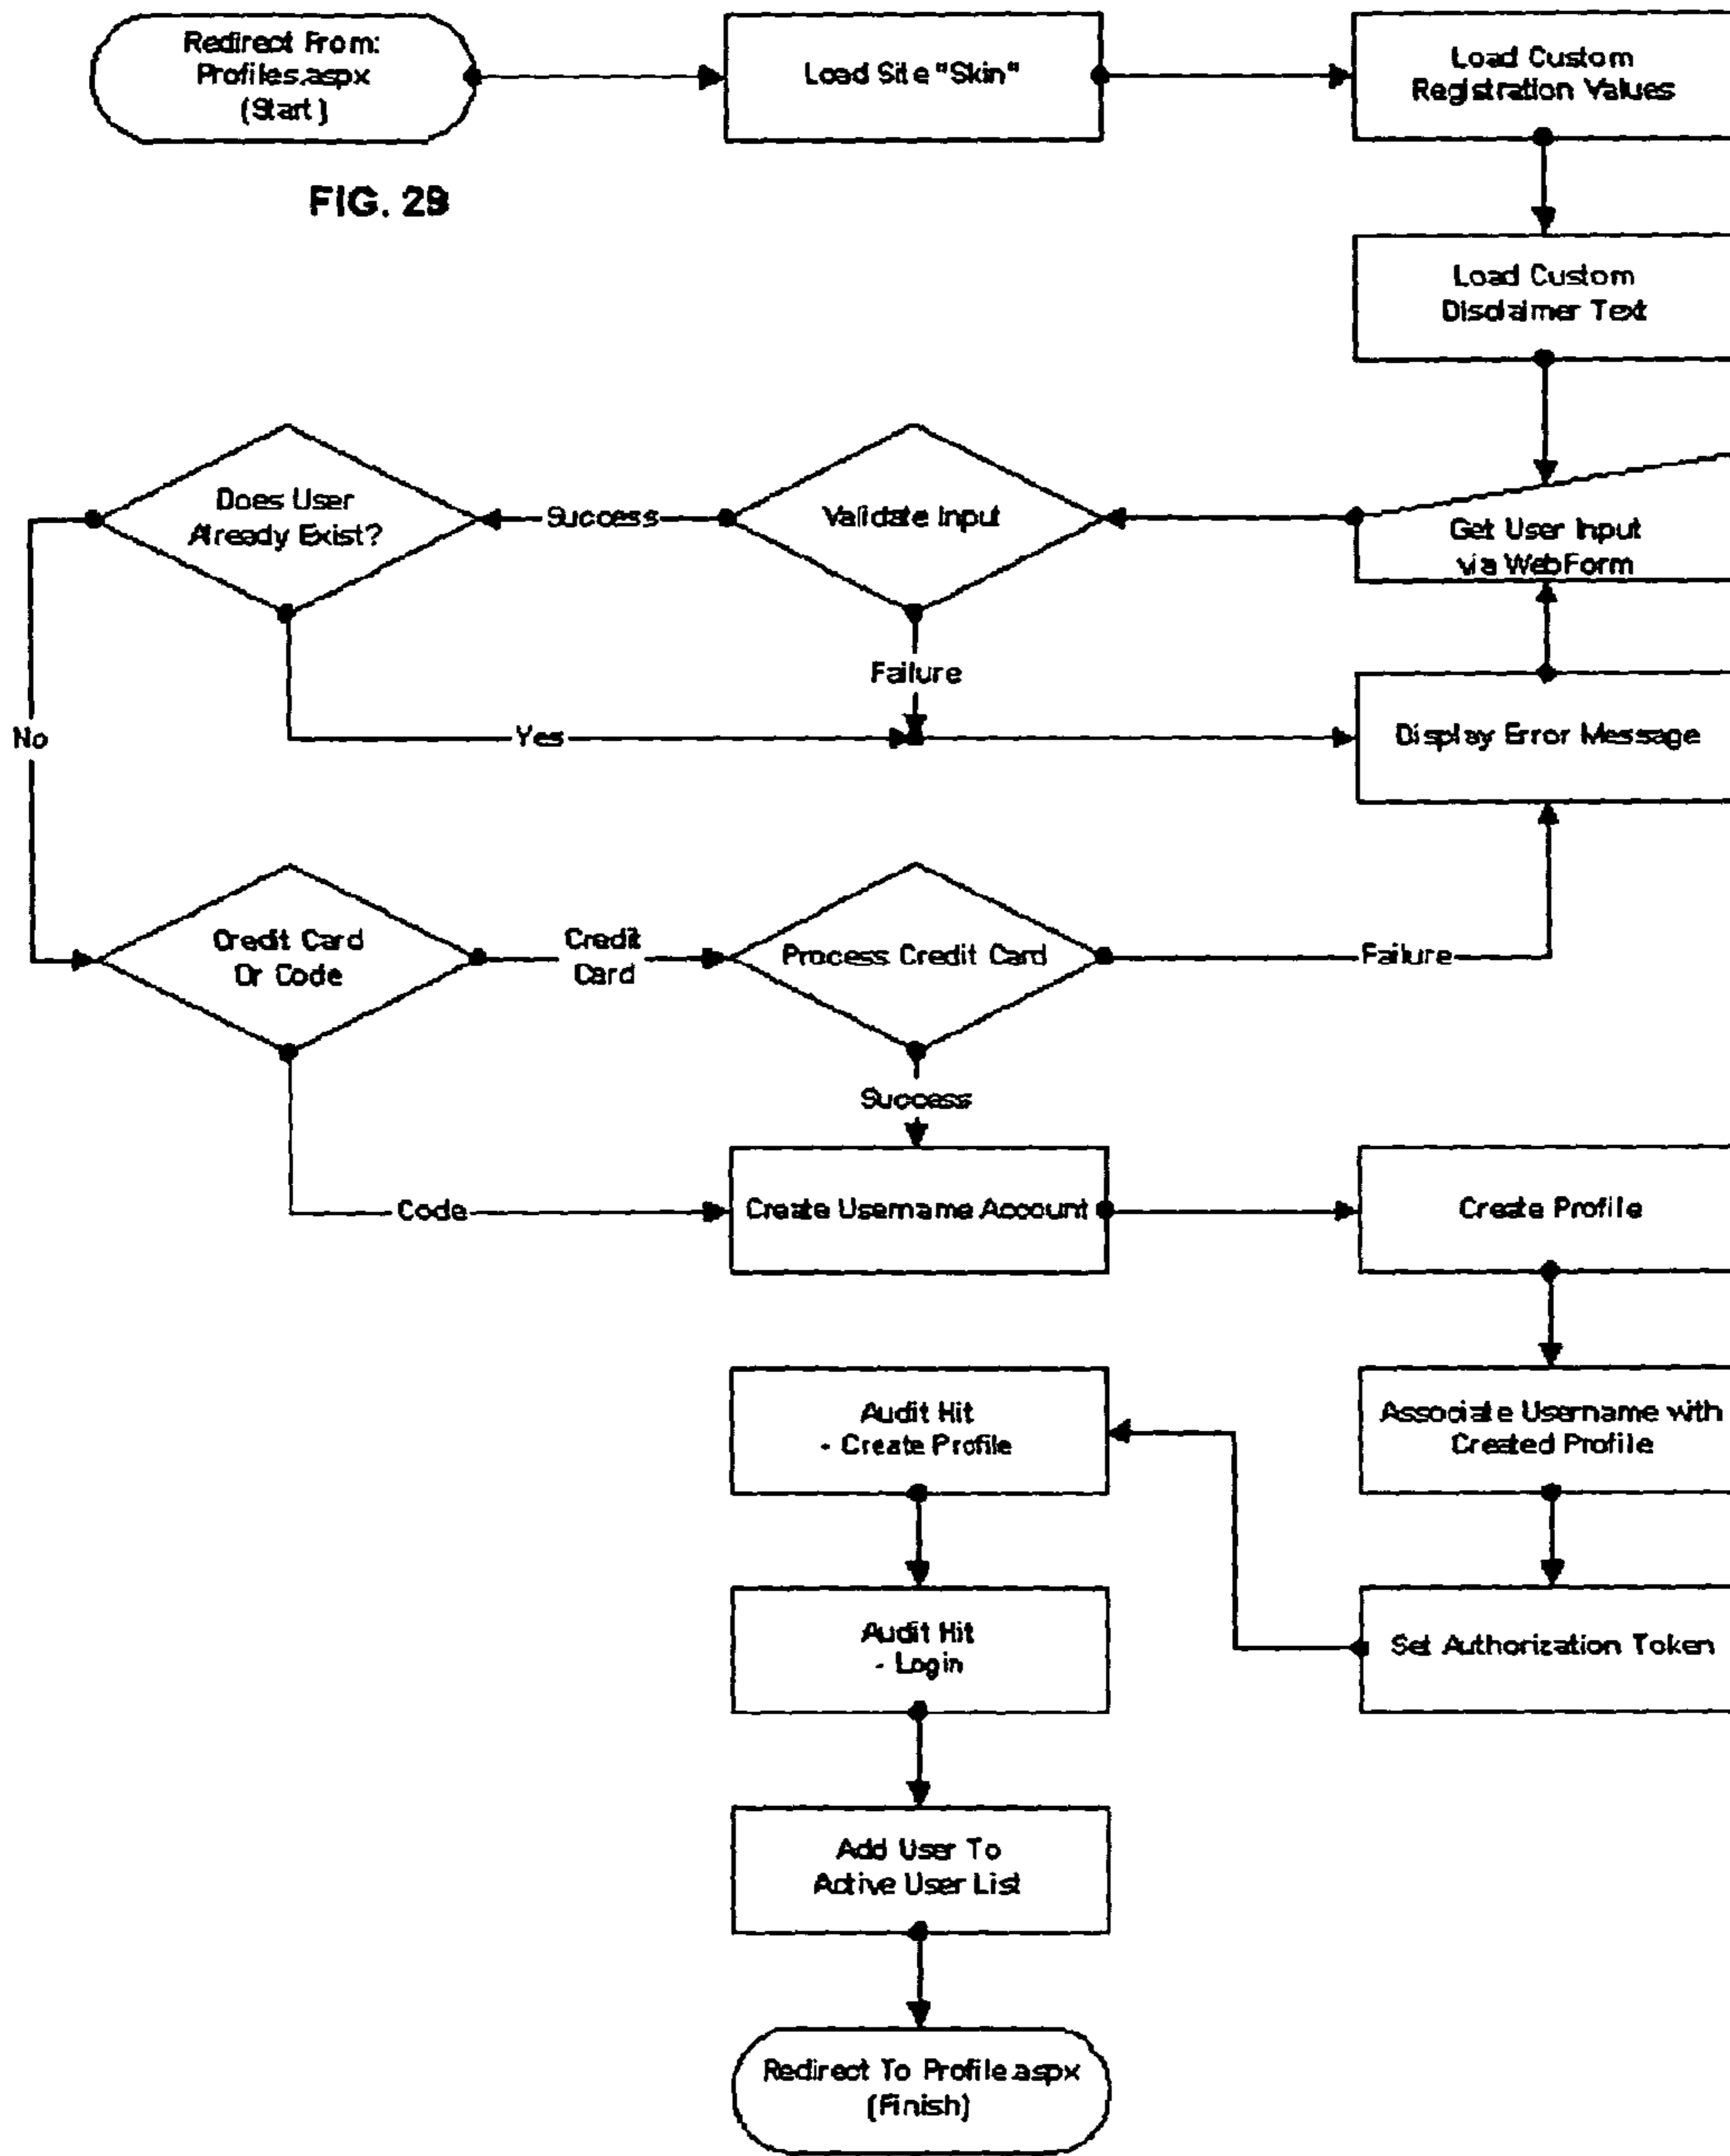 Redirect From:
Profiles.aspx
(Start)
Load Site "Skin"
Load Custom
Registration Values
FIG. 29
Load Custom
Disclaimer Text
Does User
Already Exist?
Success
Validate Input
Get User Input
via WebForm
Failure
No
Yes
Display Error Message
Credit Card
Or Code
Credit
Card
Process Credit Card
Failure
Success
Code
Create Username Account
Create Profile
Audit Hit
- Create Profile
Associate Username with
Created Profile
Audit Hit
- Login
Set Authorization Token
Add User To
Active User List
Redirect To Profile.aspx
(Finish)